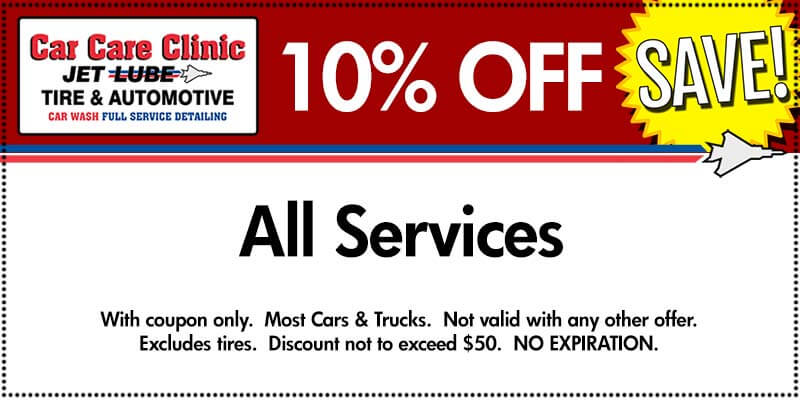 Car Care Clinic
JET LUBE
TIRE & AUTOMOTIVE
CAR WASH FULL SERVICE DETAILING
10% OFF
SAVE!
All Services
With coupon only. Most Cars & Trucks. Not valid with any other offer.
Excludes tires. Discount not to exceed $50. NO EXPIRATION.